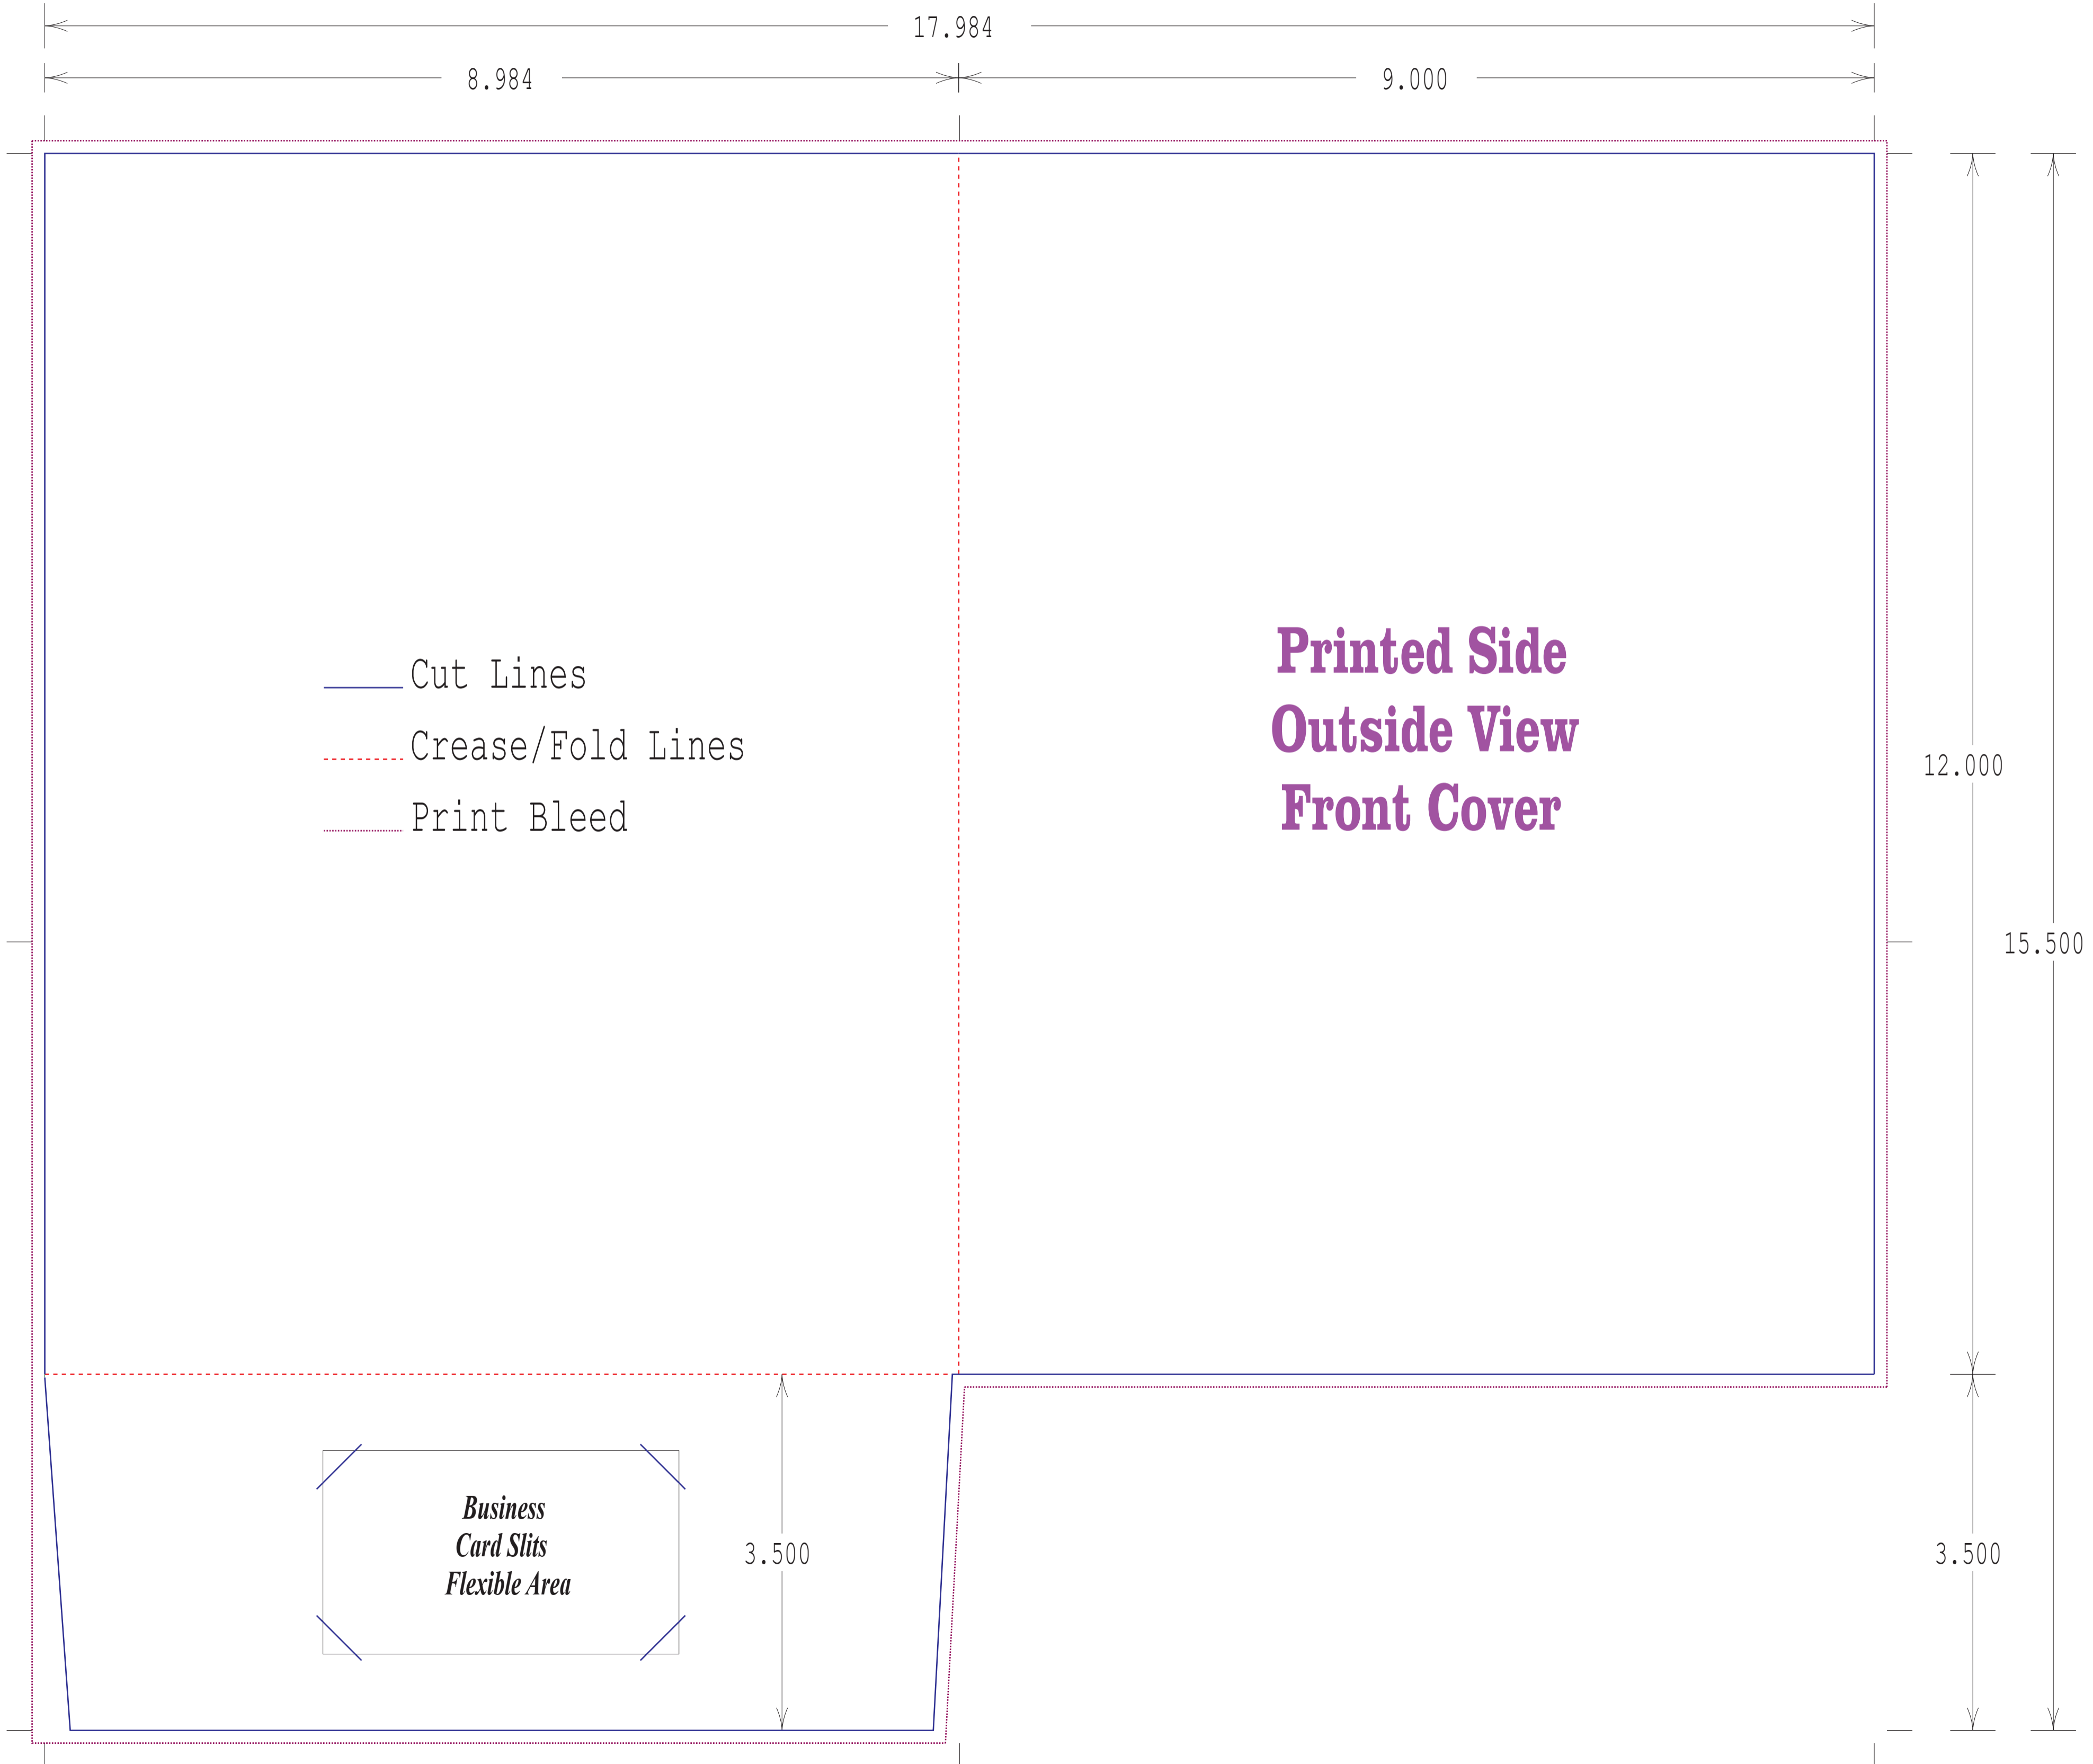 17.984
8.984
9.000
Cut Lines
Crease/Fold Lines
Print Bleed
Printed Side
Outside View
Front Cover
12.000
15.500
Business
Card Slits
Flexible Area
3.500
3.500